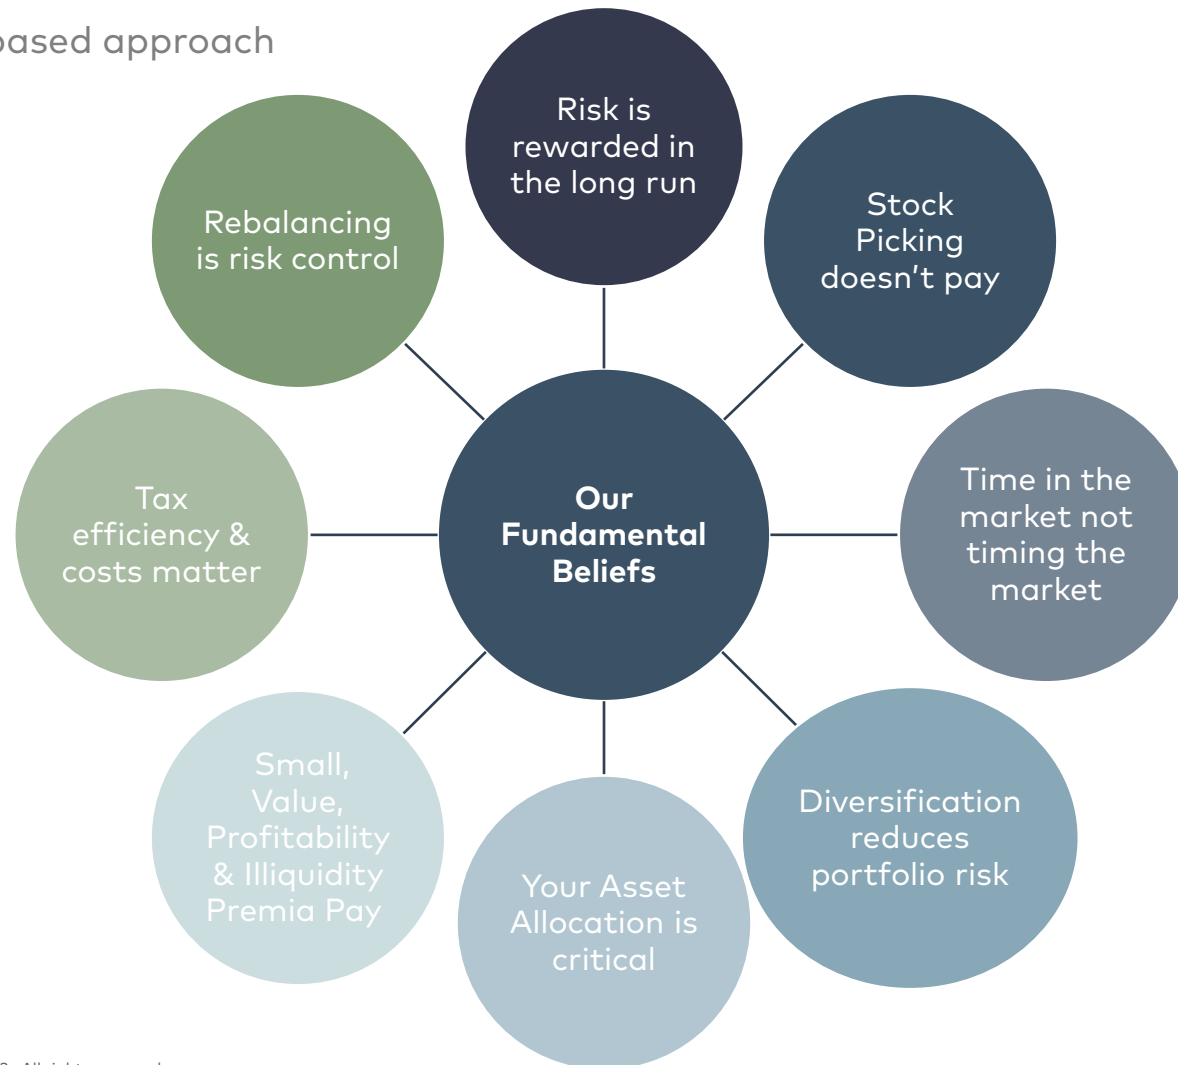 based approach
Risk is
rewarded in
the long run
Stock
Picking
doesn't pay
Time in the
market not
timing the
market
Diversification
reduces
portfolio risk
Your Asset
Allocation is
critical
Small,
Value,
Profitability
& Illiquidity
Premia Pay
Tax
efficiency &
costs matter
Rebalancing
is risk control
Our
Fundamental
Beliefs